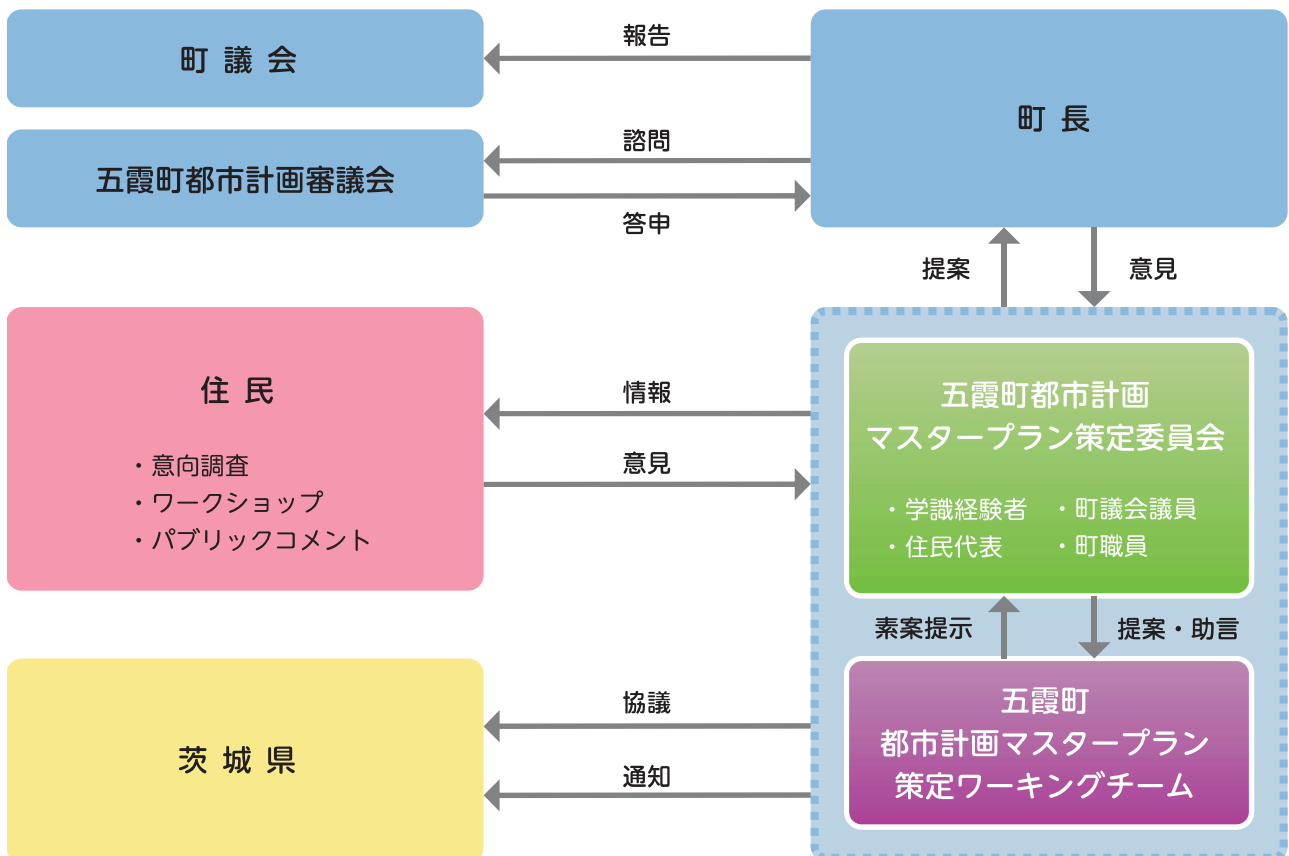 町議会
報告
町長
五霞町都市計画審議会
諮問
答申
提案
意見
住民
・意向調査
・ワークショップ
・パブリックコメント
情報
意見
五霞町都市計画
マスタープラン策定委員会
・学識経験者 ・町議会議員
・住民代表 ・町職員
素案提示
提案・助言
茨城県
協議
通知
五霞町
都市計画マスタープラン
策定ワーキングチーム